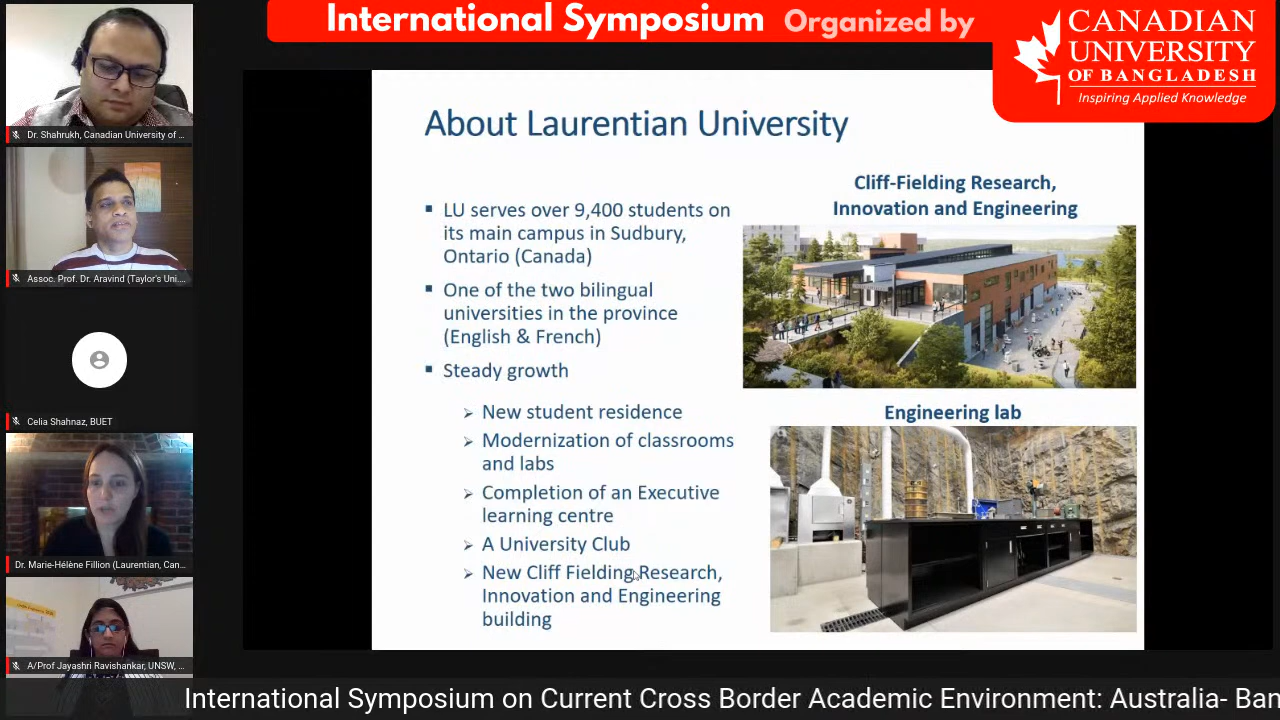 International Symposium Organized by
CANADIAN
UNIVERSITY
OF BANGLADESH
Inspiring Applied Knowledge
Dr. Shahrukh, Canadian University of ...
Assoc. Prof. Dr. Aravind (Taylor's Uni....
Celia Shahnaz, BUET
Dr. Marie-Hélène Fillion (Laurentian, Can...
A/Prof Jayashri Ravishankar, UNSW, ...
About Laurentian University
▪ LU serves over 9,400 students on
its main campus in Sudbury,
Ontario (Canada)
▪ One of the two bilingual
universities in the province
(English & French)
▪ Steady growth
➢ New student residence
➢ Modernization of classrooms
and labs
➢ Completion of an Executive
learning centre
➢ A University Club
➢ New Cliff Fielding Research,
Innovation and Engineering
building
Cliff-Fielding Research,
Innovation and Engineering
Engineering lab
International Symposium on Current Cross Border Academic Environment: Australia- Ban